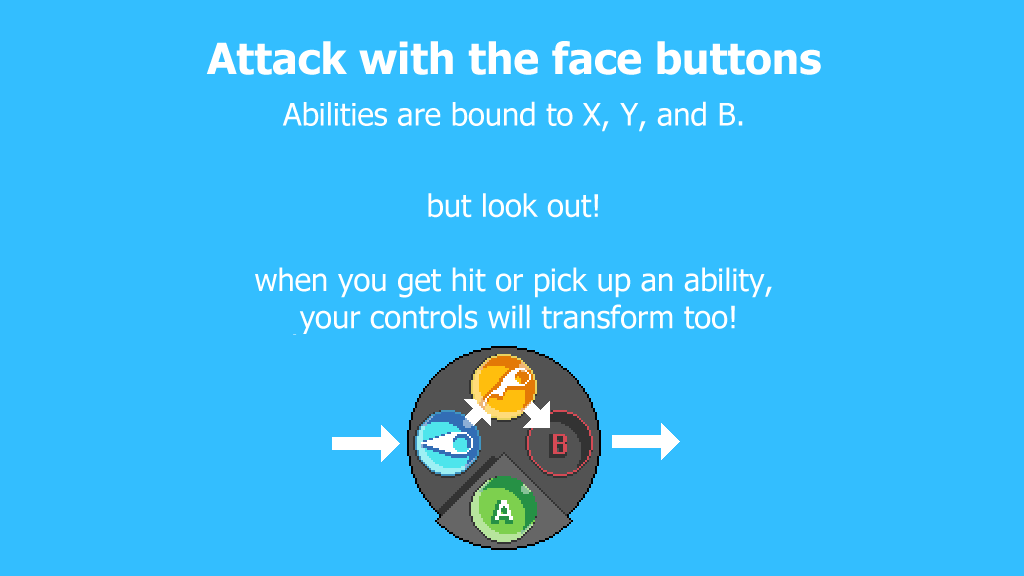 Attack with the face buttons
Abilities are bound to X, Y, and B.
but look out!
when you get hit or pick up an ability,
your controls will transform too!
B
A